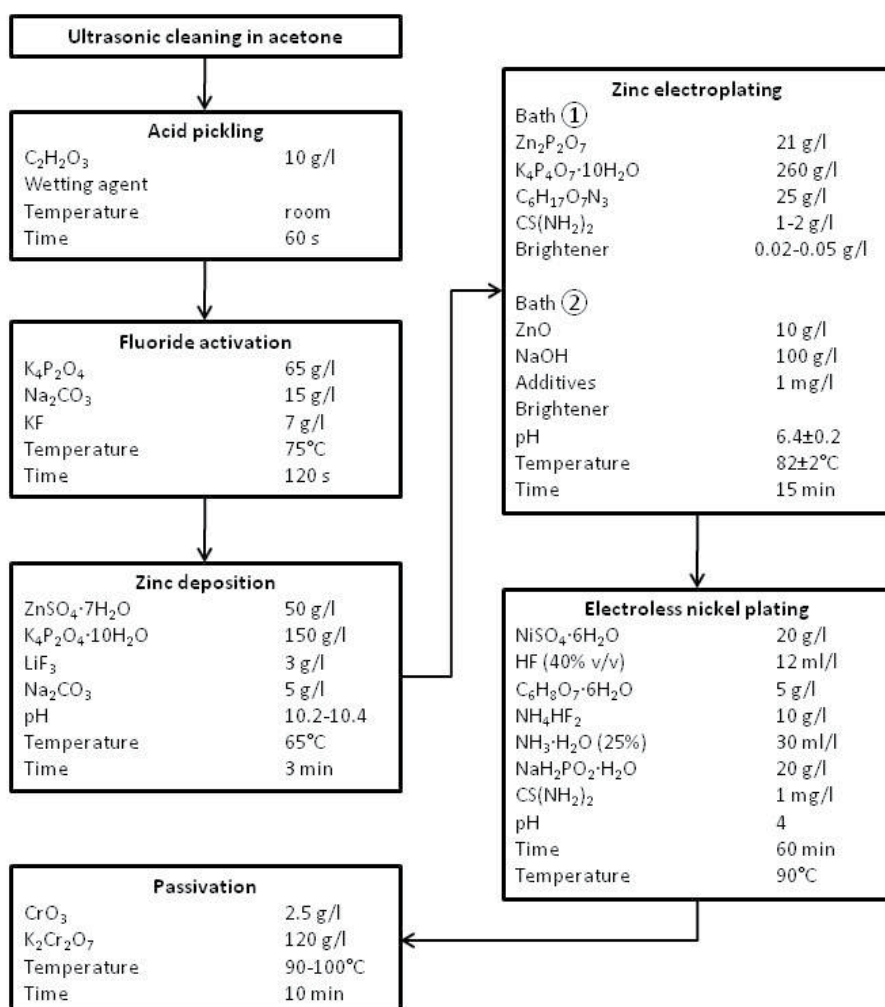 Ultrasonic cleaning in acetone
Acid pickling
C₂H₂O₃ 10 g/l
Wetting agent
Temperature room
Time 60 s
Fluoride activation
K₄P₂O₄ 65 g/l
Na₂CO₃ 15 g/l
KF 7 g/l
Temperature 75°C
Time 120 s
Zinc deposition
ZnSO₄·7H₂O 50 g/l
K₄P₂O₄·10H₂O 150 g/l
LiF₃ 3 g/l
Na₂CO₃ 5 g/l
pH 10.2-10.4
Temperature 65°C
Time 3 min
Zinc electroplating
Bath ①
Zn₂P₂O₇ 21 g/l
K₄P₄O₇·10H₂O 260 g/l
C₆H₁₇O₇N₃ 25 g/l
CS(NH₂)₂ 1-2 g/l
Brightener 0.02-0.05 g/l
Bath ②
ZnO 10 g/l
NaOH 100 g/l
Additives 1 mg/l
Brightener
pH 6.4±0.2
Temperature 82±2°C
Time 15 min
Electroless nickel plating
NiSO₄·6H₂O 20 g/l
HF (40% v/v) 12 ml/l
C₆H₈O₇·6H₂O 5 g/l
NH₄HF₂ 10 g/l
NH₃·H₂O (25%) 30 ml/l
NaH₂PO₂·H₂O 20 g/l
CS(NH₂)₂ 1 mg/l
pH 4
Time 60 min
Temperature 90°C
Passivation
CrO₃ 2.5 g/l
K₂Cr₂O₇ 120 g/l
Temperature 90-100°C
Time 10 min